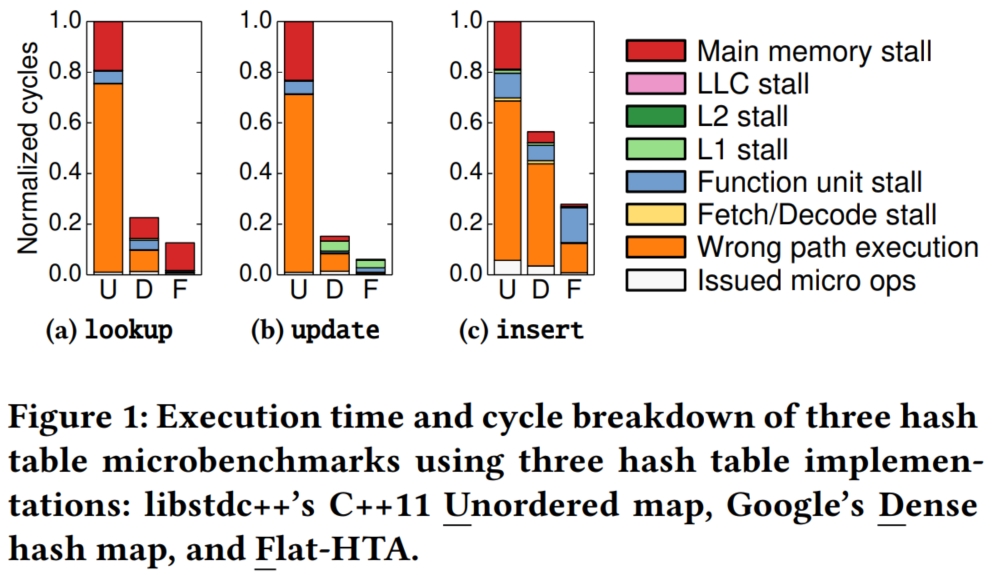 Normalized cycles
1.0
0.8
0.6
0.4
0.2
0.0
U D F
(a) lookup
1.0
0.8
0.6
0.4
0.2
0.0
U D F
(b) update
1.0
0.8
0.6
0.4
0.2
0.0
U D F
(c) insert
Main memory stall
LLC stall
L2 stall
L1 stall
Function unit stall
Fetch/Decode stall
Wrong path execution
Issued micro ops
Figure 1: Execution time and cycle breakdown of three hash
table microbenchmarks using three hash table implemen-
tations: libstdc++’s C++11 Unordered map, Google’s Dense
hash map, and Flat-HTA.